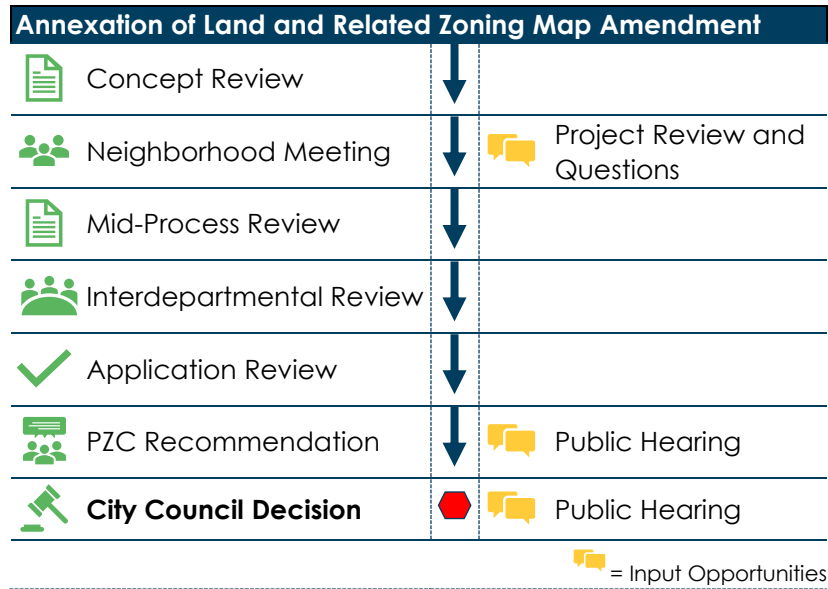 Annexation of Land and Related Zoning Map Amendment
Concept Review
Neighborhood Meeting
Project Review and
Questions
Mid-Process Review
Interdepartmental Review
Application Review
PZC Recommendation
Public Hearing
City Council Decision
Public Hearing
= Input Opportunities